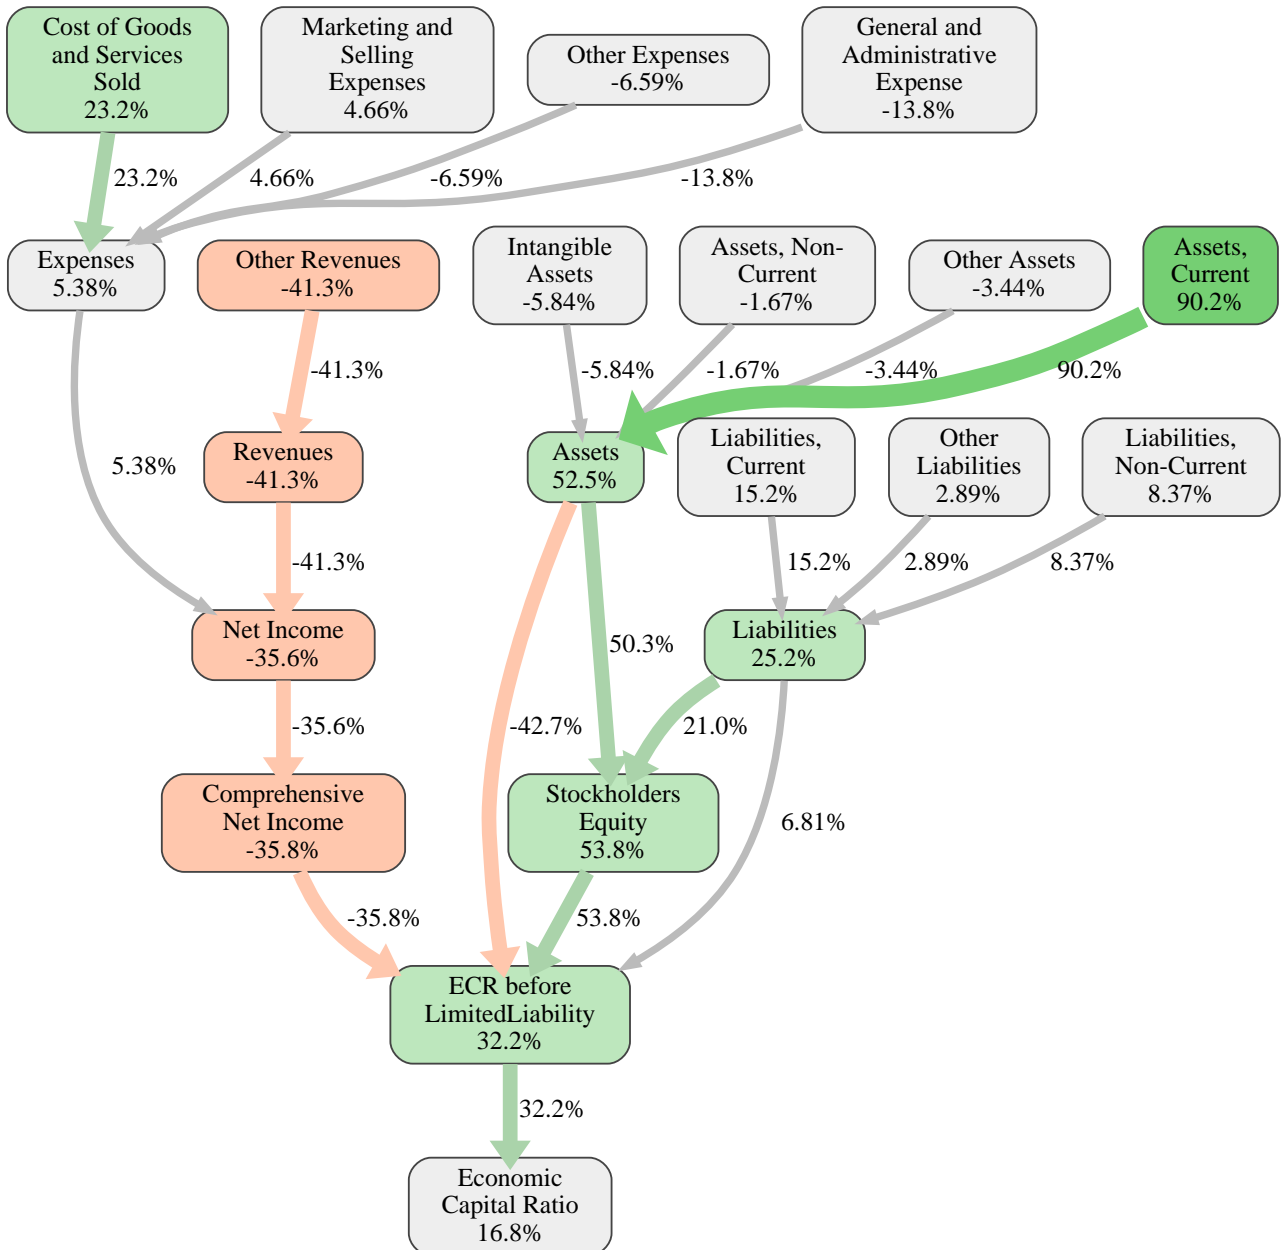 Cost of Goods
and Services
Sold
23.2%
Marketing and
Selling
Expenses
4.66%
Other Expenses
-6.59%
General and
Administrative
Expense
-13.8%
23.2%
4.66%
-6.59%
-13.8%
Expenses
5.38%
Other Revenues
-41.3%
Intangible
Assets
-5.84%
Assets, Non-
Current
-1.67%
Other Assets
-3.44%
Assets,
Current
90.2%
-41.3%
-5.84%
-1.67%
-3.44%
90.2%
5.38%
Revenues
-41.3%
Assets
52.5%
Liabilities,
Current
15.2%
Other
Liabilities
2.89%
Liabilities,
Non-Current
8.37%
-41.3%
15.2%
2.89%
8.37%
Net Income
-35.6%
50.3%
Liabilities
25.2%
-35.6%
-42.7%
21.0%
Comprehensive
Net Income
-35.8%
Stockholders
Equity
53.8%
6.81%
-35.8%
53.8%
ECR before
LimitedLiability
32.2%
32.2%
Economic
Capital Ratio
16.8%